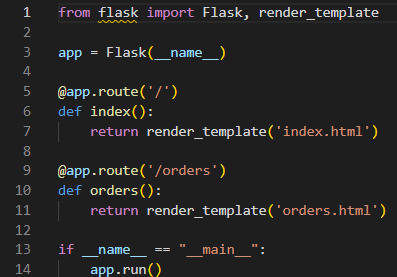 1 from flask import Flask, render_template
2
3 app = Flask(__name__)
4
5 @app.route('/')
6 def index():
7     return render_template('index.html')
8
9 @app.route('/orders')
10 def orders():
11     return render_template('orders.html')
12
13 if __name__ == "__main__":
14     app.run()